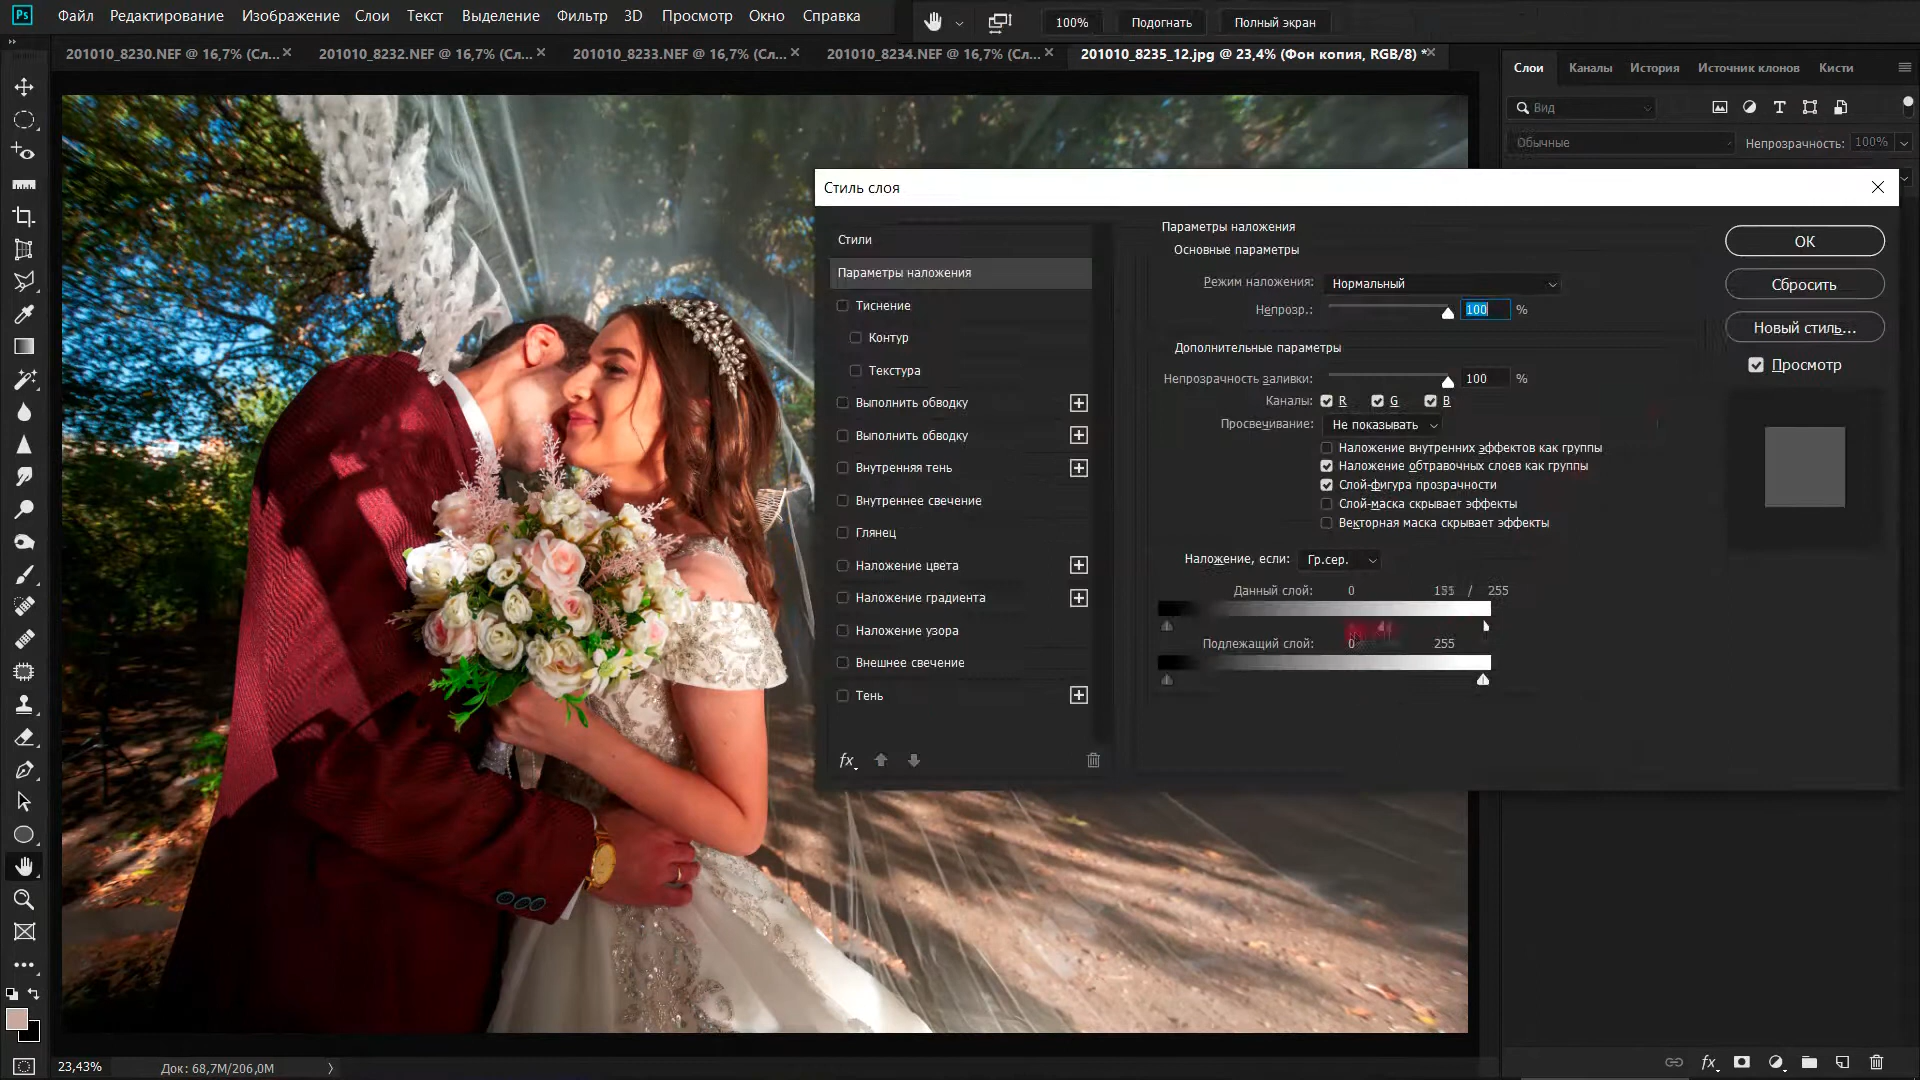 Ps Файл Редактирование Изображение Слои Текст Выделение Фильтр 3D Просмотр Окно Справка 100% Подогнать Полный экран
201010_8230.NEF @ 16,7% (Сл... 201010_8232.NEF @ 16,7% (Сл... 201010_8233.NEF @ 16,7% (Сл... 201010_8234.NEF @ 16,7% (Сл... 201010_8235_12.jpg @ 23,4% (Фон копия, RGB/8) *
Слои Каналы История Источник клонов Кисти
Вид
Обычные Непрозрачность: 100%
Стиль слоя
Стили
Параметры наложения
Тиснение
Контур
Текстура
Выполнить обводку
Выполнить обводку
Внутренняя тень
Внутреннее свечение
Глянец
Наложение цвета
Наложение градиента
Наложение узора
Внешнее свечение
Тень
fx
Параметры наложения
Основные параметры
Режим наложения: Нормальный
Непрозр.: 100 %
Дополнительные параметры
Непрозрачность заливки: 100 %
Каналы: R G B
Просвечивание: Не показывать
Наложение внутренних эффектов как группы
Наложение обтравочных слоев как группы
Слой-фигура прозрачности
Слой-маска скрывает эффекты
Векторная маска скрывает эффекты
Наложение, если: Гр.сер.
Данный слой: 0 / 255
Подлежащий слой: 0 255
ОК
Сбросить
Новый стиль...
Просмотр
23,43% Док: 68,7M/206,0M
fx